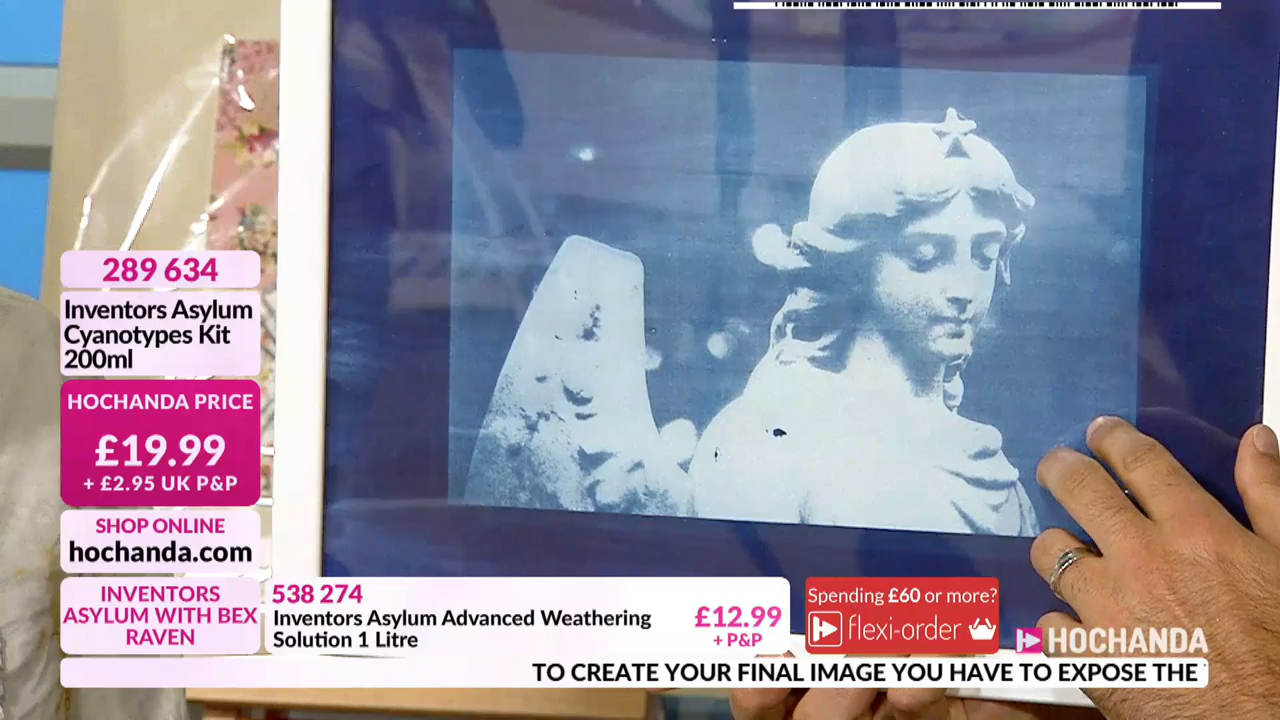 289 634
Inventors Asylum
Cyanotypes Kit
200ml
HOCHANDA PRICE
£19.99
+ £2.95 UK P&P
SHOP ONLINE
hochanda.com
INVENTORS
ASYLUM WITH BEX
RAVEN
538 274
Inventors Asylum Advanced Weathering
Solution 1 Litre
£12.99
+ P&P
Spending £60 or more?
flexi-order
HOCHANDA
TO CREATE YOUR FINAL IMAGE YOU HAVE TO EXPOSE THE